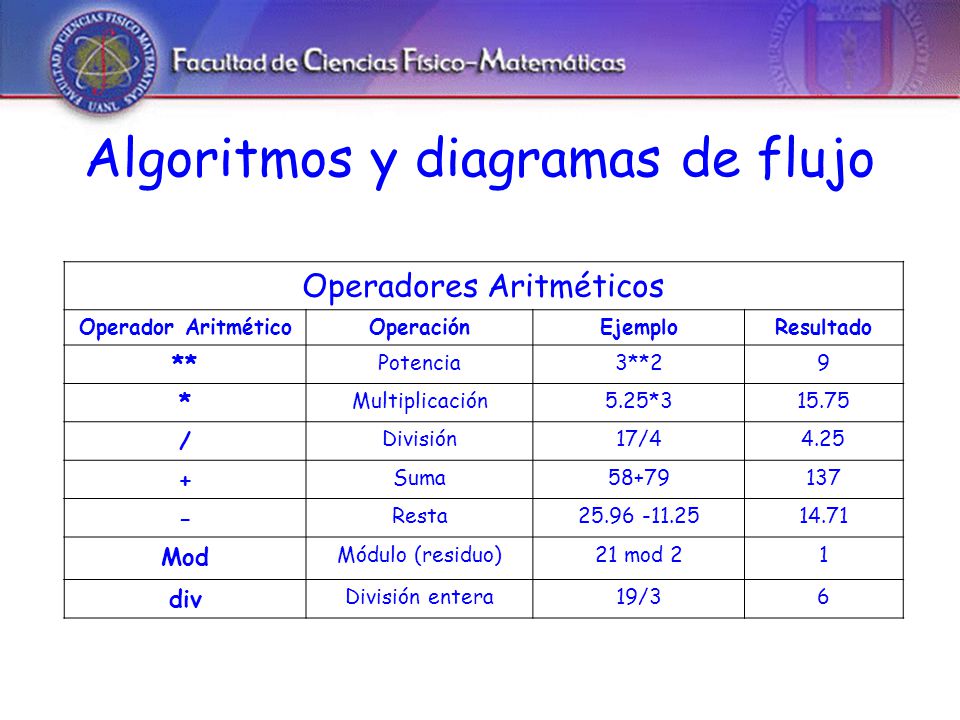 FACULTAD DE CIENCIAS FISICO MATEMATICAS
UANL
Facultad de Ciencias Físico-Matemáticas
Algoritmos y diagramas de flujo
Operadores Aritméticos
Operador Aritmético Operación Ejemplo Resultado
** Potencia 3**2 9
* Multiplicación 5.25*3 15.75
/ División 17/4 4.25
+ Suma 58+79 137
- Resta 25.96 -11.25 14.71
Mod Módulo (residuo) 21 mod 2 1
div División entera 19/3 6